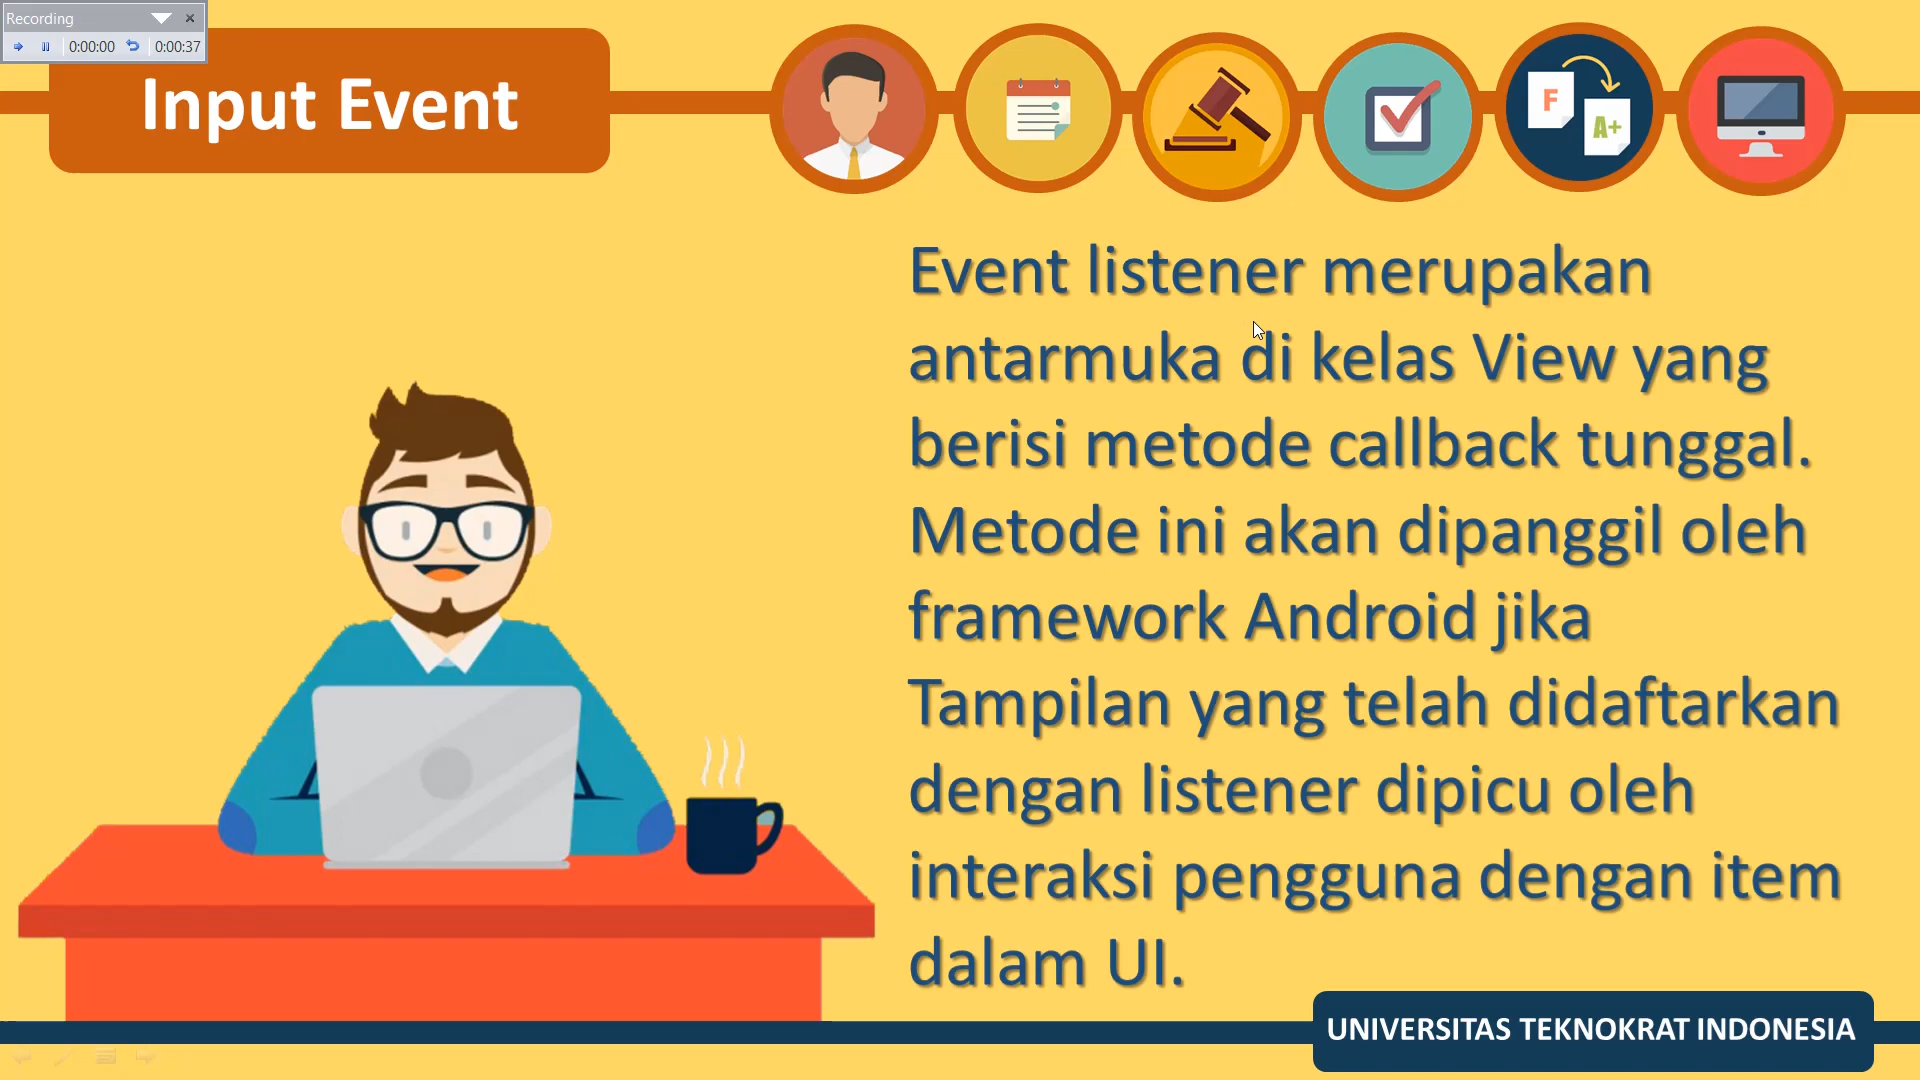 Recording
0:00:00 0:00:37
Input Event
F
A+
Event listener merupakan
antarmuka di kelas View yang
berisi metode callback tunggal.
Metode ini akan dipanggil oleh
framework Android jika
Tampilan yang telah didaftarkan
dengan listener dipicu oleh
interaksi pengguna dengan item
dalam UI.
UNIVERSITAS TEKNOKRAT INDONESIA